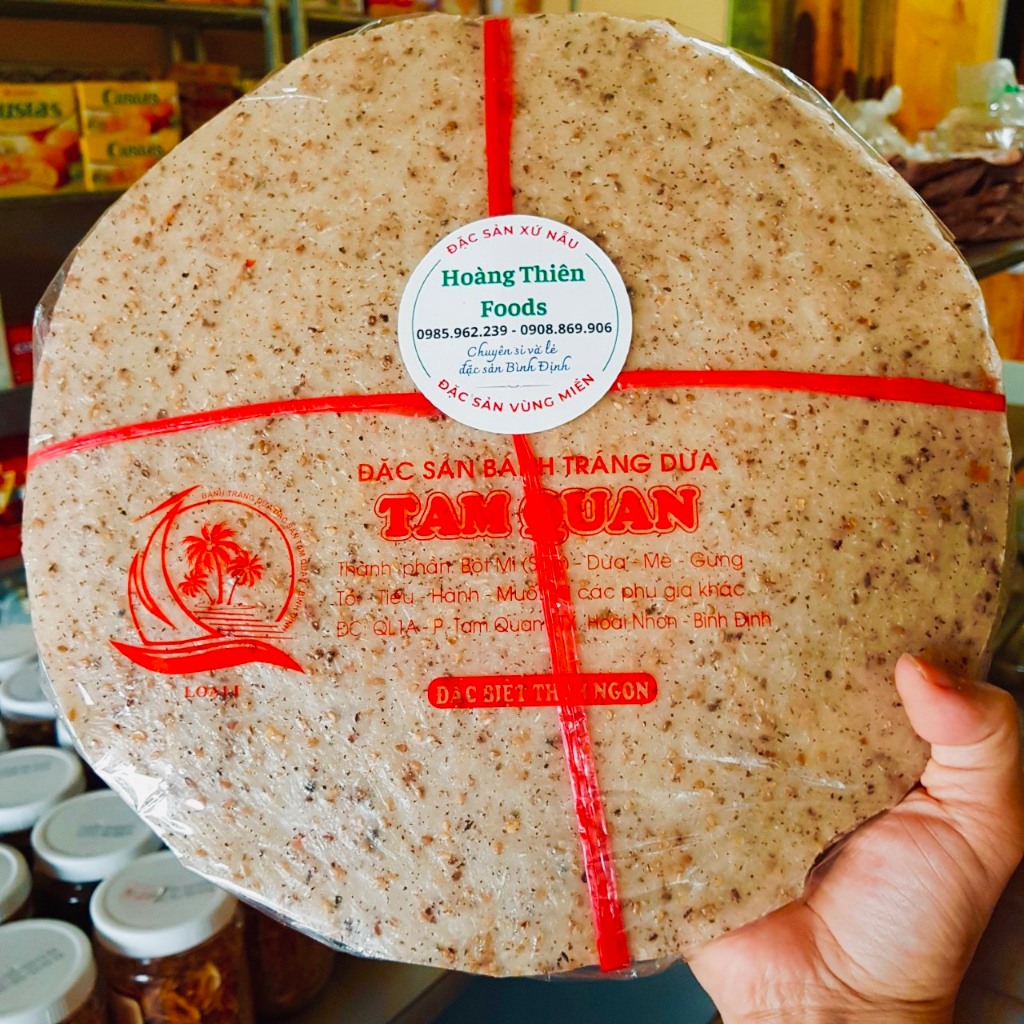 Custas
ĐẶC SẢN XỨ NẪU
Hoàng Thiên
Foods
0985.962.239 - 0908.869.906
Chuyên sỉ và lẻ
đặc sản Bình Định
ĐẶC SẢN VÙNG MIỀN
ĐẶC SẢN BÁNH TRÁNG DỪA
TAM QUAN
Thành phần: Bột Mì - Dừa - Mè - Gừng
Tỏi - Tiêu - Hành - Muối các phụ gia khác
ĐC: QL1A - P. Tam Quan - TX. Hoài Nhơn - Bình Định
LOẠI I
ĐẶC BIỆT THƠM NGON